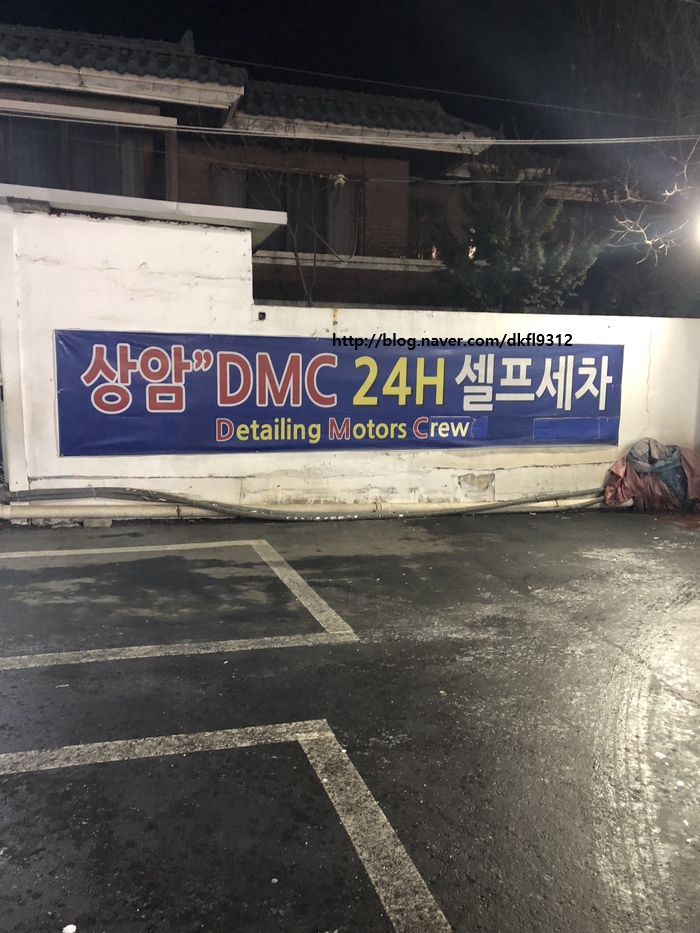 http://blog.naver.com/dkfl9312
상암”DMC 24H 셀프세차
Detailing Motors Crew